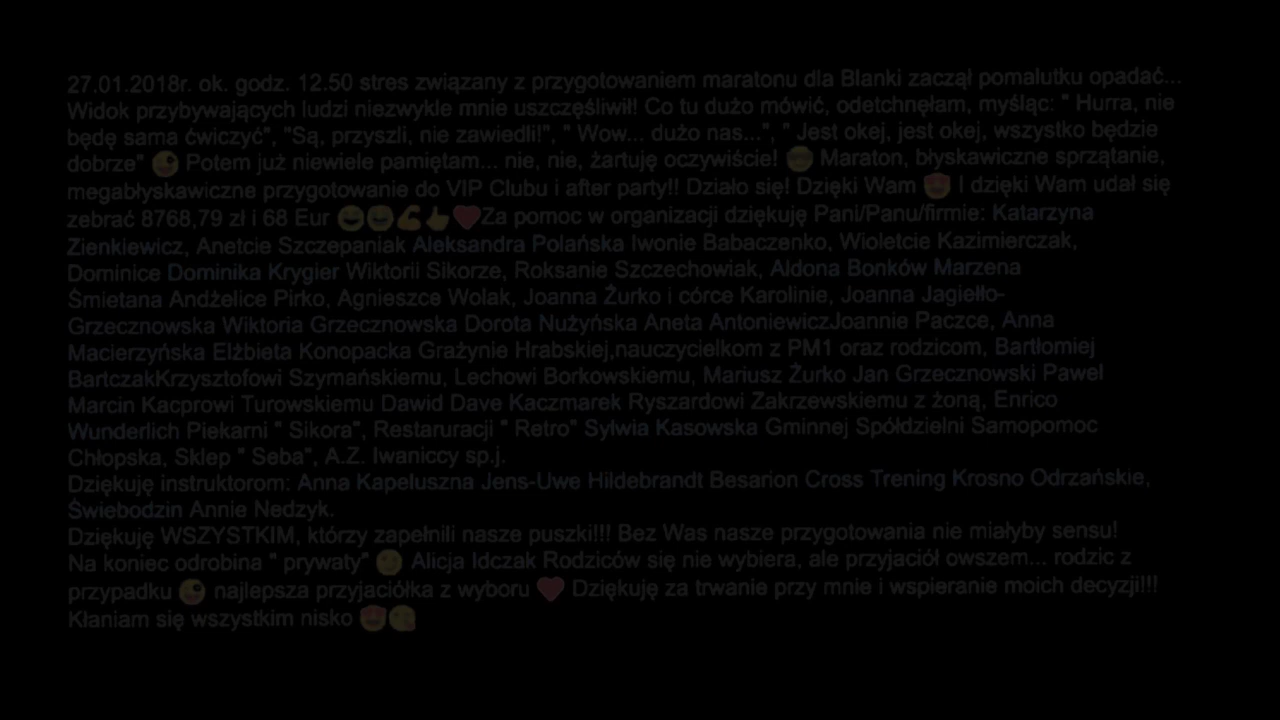 27.01.2018r. ok. godz. 12.50 stres związany z przygotowaniem maratonu dla Blanki zaczął pomalutku opadać...
Widok przybywających ludzi niezwykle mnie uszczęśliwił! Co tu dużo mówić, odetchnęłam, myśląc: " Hurra, nie
będę sama ćwiczyć", "Są, przyszli, nie zawiedli!", " Wow... dużo nas...", " Jest okej, jest okej, wszystko będzie
dobrze" 😜 Potem już niewiele pamiętam... nie, nie, żartuję oczywiście! 😎 Maraton, błyskawiczne sprzątanie,
megabłyskawiczne przygotowanie do VIP Clubu i after party!! Działo się! Dzięki Wam 😍 I dzięki Wam udał się
zebrać 8768,79 zł i 68 Eur 😀😁💪👍❤Za pomoc w organizacji dziękuję Pani/Panu/firmie: Katarzyna
Zienkiewicz, Anetcie Szczepaniak Aleksandra Polańska Iwonie Babaczenko, Wioletcie Kazimierczak,
Dominice Dominika Krygier Wiktorii Sikorze, Roksanie Szczechowiak, Aldona Bonków Marzena
Śmietana Andżelice Pirko, Agnieszce Wolak, Joanna Żurko i córce Karolinie, Joanna Jagiełło-
Grzecznowska Wiktoria Grzecznowska Dorota Nużyńska Aneta AntoniewiczJoannie Paczce, Anna
Macierzyńska Elżbieta Konopacka Grażynie Hrabskiej,nauczycielkom z PM1 oraz rodzicom, Bartłomiej
BartczakKrzysztofowi Szymańskiemu, Lechowi Borkowskiemu, Mariusz Żurko Jan Grzecznowski Pawel
Marcin Kacprowi Turowskiemu Dawid Dave Kaczmarek Ryszardowi Zakrzewskiemu z żoną, Enrico
Wunderlich Piekarni " Sikora", Restaruracji " Retro" Sylwia Kasowska Gminnej Spółdzielni Samopomoc
Chłopska, Sklep " Seba", A.Z. Iwaniccy sp.j.
Dziękuję instruktorom: Anna Kapeluszna Jens-Uwe Hildebrandt Besarion Cross Trening Krosno Odrzańskie,
Świebodzin Annie Nedzyk.
Dziękuję WSZYSTKIM, którzy zapełnili nasze puszki!!! Bez Was nasze przygotowania nie miałyby sensu!
Na koniec odrobina " prywaty" 🙂 Alicja Idczak Rodziców się nie wybiera, ale przyjaciół owszem... rodzic z
przypadku 😜 najlepsza przyjaciółka z wyboru ❤ Dziękuję za trwanie przy mnie i wspieranie moich decyzji!!!
Kłaniam się wszystkim nisko 😍😘